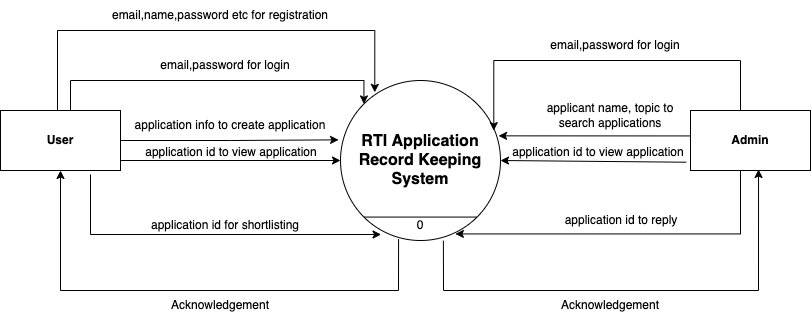 email,name,password etc for registration
email,password for login
email,password for login
application info to create application
applicant name, topic to
search applications
User
RTI Application
Record Keeping
System
Admin
application id to view application
application id to view application
application id for shortlisting
0
application id to reply
Acknowledgement
Acknowledgement